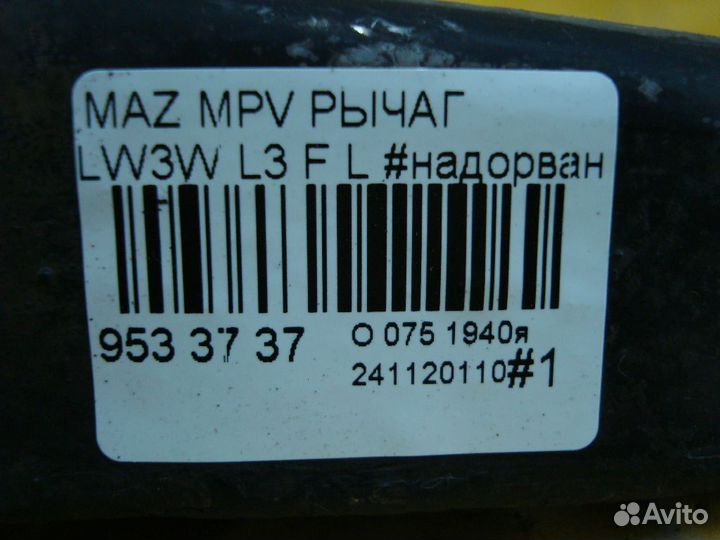 MAZ MPV РЫЧАГ
LW3W L3 F L #надорван
Н
953 37 37
О 075 1940я
241120110#1
Avito